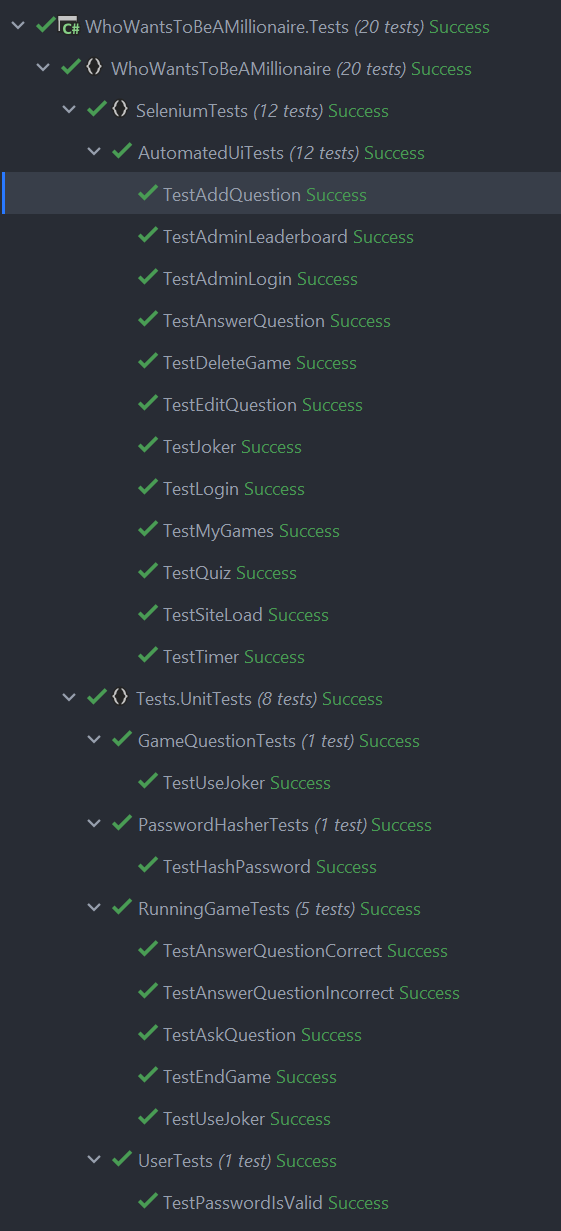 C# WhoWantsToBeAMillionaire.Tests (20 tests) Success
{} WhoWantsToBeAMillionaire (20 tests) Success
{} SeleniumTests (12 tests) Success
AutomatedUiTests (12 tests) Success
TestAddQuestion Success
TestAdminLeaderboard Success
TestAdminLogin Success
TestAnswerQuestion Success
TestDeleteGame Success
TestEditQuestion Success
TestJoker Success
TestLogin Success
TestMyGames Success
TestQuiz Success
TestSiteLoad Success
TestTimer Success
{} Tests.UnitTests (8 tests) Success
GameQuestionTests (1 test) Success
TestUseJoker Success
PasswordHasherTests (1 test) Success
TestHashPassword Success
RunningGameTests (5 tests) Success
TestAnswerQuestionCorrect Success
TestAnswerQuestionIncorrect Success
TestAskQuestion Success
TestEndGame Success
TestUseJoker Success
UserTests (1 test) Success
TestPasswordIsValid Success